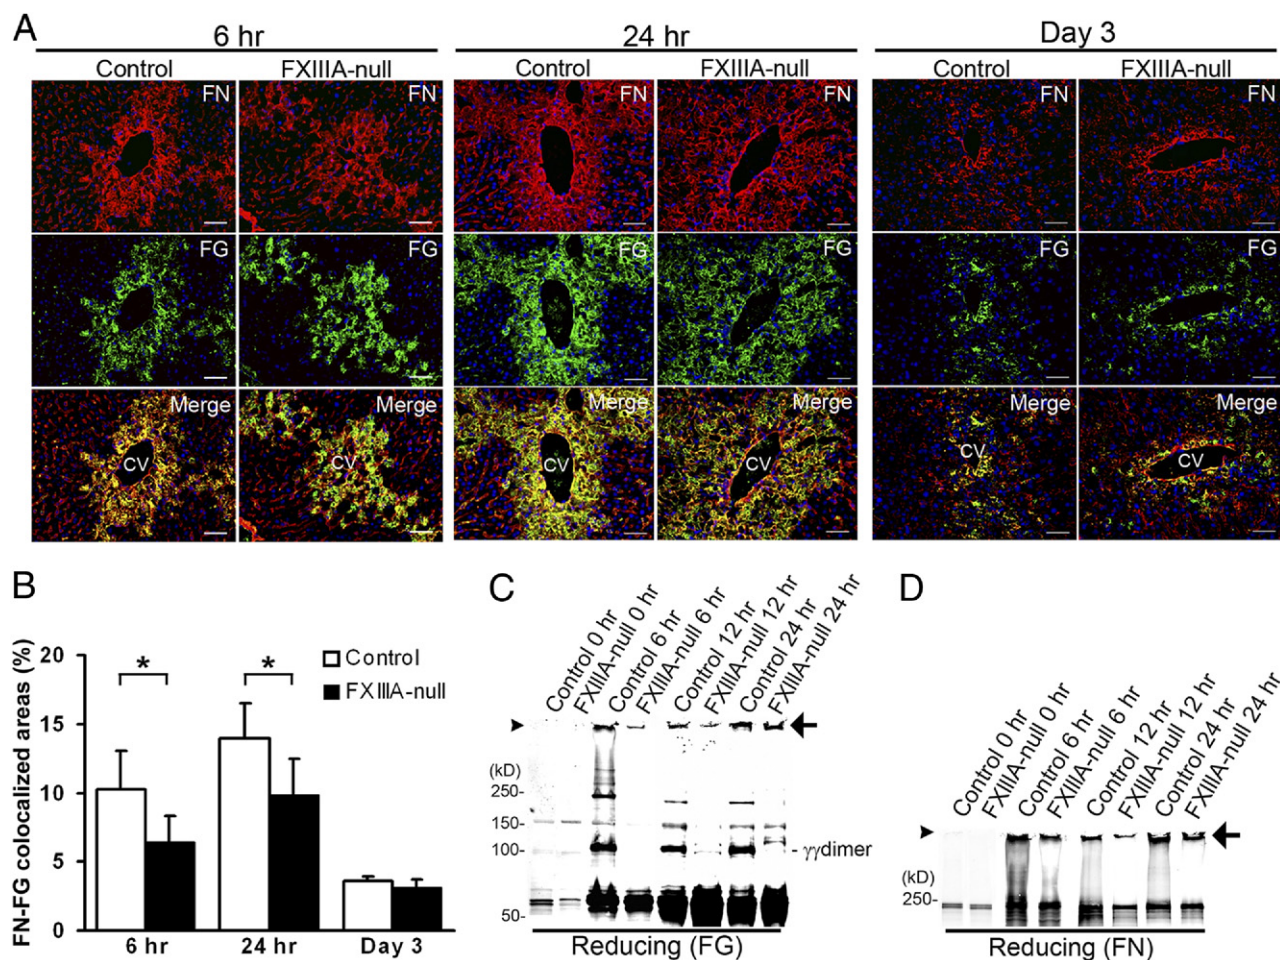 A
6 hr
24 hr
Day 3
Control
FXIIIA-null
Control
FXIIIA-null
Control
FXIIIA-null
FN
FN
FN
FN
FN
FN
FG
FG
FG
FG
FG
FG
Merge
Merge
Merge
Merge
Merge
Merge
CV
CV
CV
CV
CV
CV
B
FN-FG colocalized areas (%)
20
15
10
5
0
*
*
Control
FXIIIA-null
6 hr
24 hr
Day 3
C
Control 0 hr
FXIIIA-null 0 hr
Control 6 hr
FXIIIA-null 6 hr
Control 12 hr
FXIIIA-null 12 hr
Control 24 hr
FXIIIA-null 24 hr
(kD)
250-
150-
100-
50-
- γγdimer
Reducing (FG)
D
Control 0 hr
FXIIIA-null 0 hr
Control 6 hr
FXIIIA-null 6 hr
Control 12 hr
FXIIIA-null 12 hr
Control 24 hr
FXIIIA-null 24 hr
(kD)
250-
Reducing (FN)